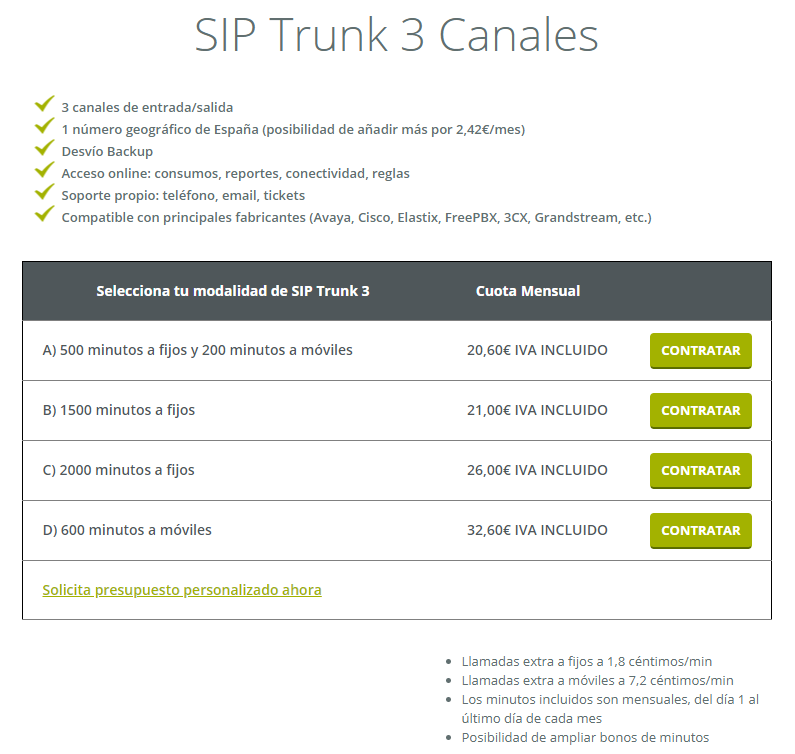 SIP Trunk 3 Canales
3 canales de entrada/salida
1 número geográfico de España (posibilidad de añadir más por 2,42€/mes)
Desvío Backup
Acceso online: consumos, reportes, conectividad, reglas
Soporte propio: teléfono, email, tickets
Compatible con principales fabricantes (Avaya, Cisco, Elastix, FreePBX, 3CX, Grandstream, etc.)
Selecciona tu modalidad de SIP Trunk 3 Cuota Mensual
A) 500 minutos a fijos y 200 minutos a móviles 20,60€ IVA INCLUIDO CONTRATAR
B) 1500 minutos a fijos 21,00€ IVA INCLUIDO CONTRATAR
C) 2000 minutos a fijos 26,00€ IVA INCLUIDO CONTRATAR
D) 600 minutos a móviles 32,60€ IVA INCLUIDO CONTRATAR
Solicita presupuesto personalizado ahora
Llamadas extra a fijos a 1,8 céntimos/min
Llamadas extra a móviles a 7,2 céntimos/min
Los minutos incluidos son mensuales, del día 1 al
último día de cada mes
Posibilidad de ampliar bonos de minutos